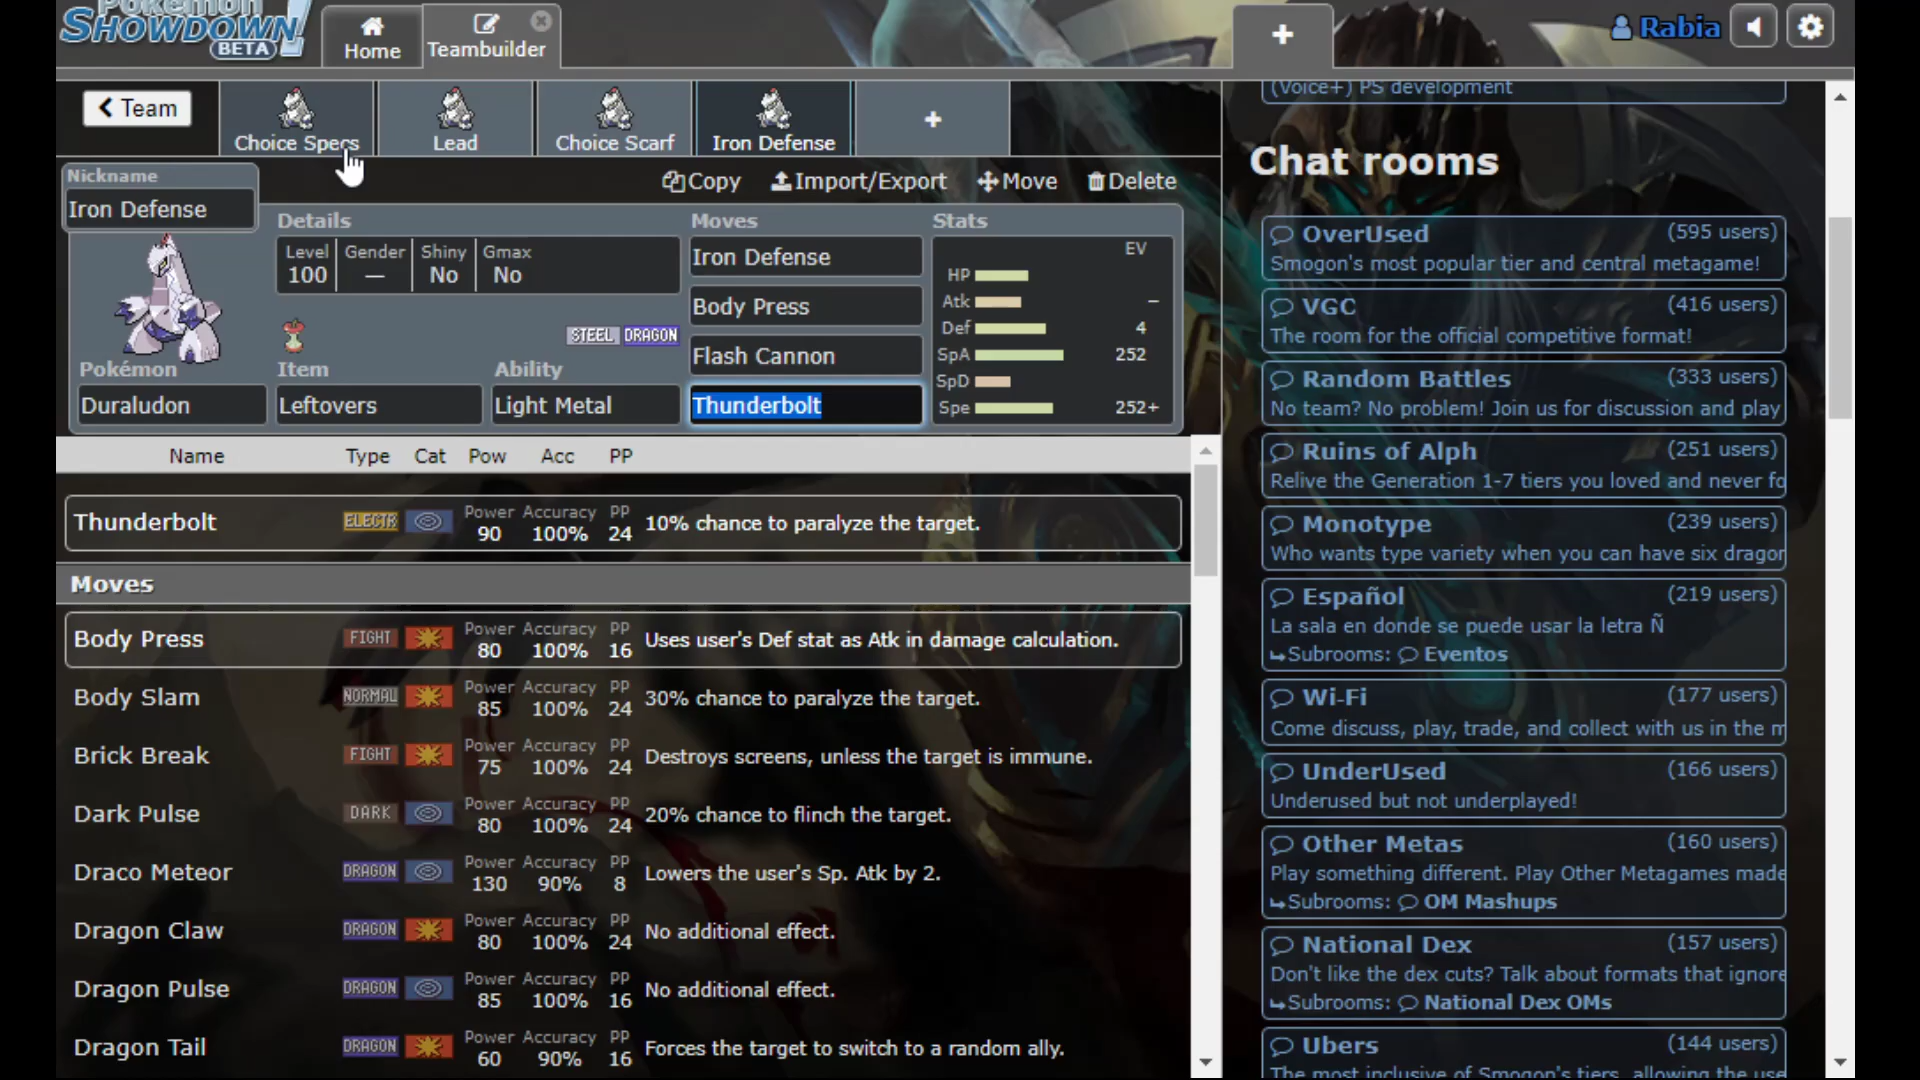 Pokémon
SHOWDOWN!
BETA
Home
Teambuilder
+
Rabia
Team
Choice Specs
Lead
Choice Scarf
Iron Defense
+
(Voice+) PS development
Nickname
Iron Defense
Copy
Import/Export
Move
Delete
Details
Level Gender Shiny Gmax
100 — No No
STEEL DRAGON
Pokémon
Duraludon
Item
Leftovers
Ability
Light Metal
Moves
Iron Defense
Body Press
Flash Cannon
Thunderbolt
Stats
EV
HP
Atk –
Def 4
SpA 252
SpD
Spe 252+
Name Type Cat Pow Acc PP
Thunderbolt ELECTR Power 90 Accuracy 100% PP 24 10% chance to paralyze the target.
Moves
Body Press FIGHT Power 80 Accuracy 100% PP 16 Uses user's Def stat as Atk in damage calculation.
Body Slam NORMAL Power 85 Accuracy 100% PP 24 30% chance to paralyze the target.
Brick Break FIGHT Power 75 Accuracy 100% PP 24 Destroys screens, unless the target is immune.
Dark Pulse DARK Power 80 Accuracy 100% PP 24 20% chance to flinch the target.
Draco Meteor DRAGON Power 130 Accuracy 90% PP 8 Lowers the user's Sp. Atk by 2.
Dragon Claw DRAGON Power 80 Accuracy 100% PP 24 No additional effect.
Dragon Pulse DRAGON Power 85 Accuracy 100% PP 16 No additional effect.
Dragon Tail DRAGON Power 60 Accuracy 90% PP 16 Forces the target to switch to a random ally.
Chat rooms
OverUsed (595 users)
Smogon's most popular tier and central metagame!
VGC (416 users)
The room for the official competitive format!
Random Battles (333 users)
No team? No problem! Join us for discussion and play
Ruins of Alph (251 users)
Relive the Generation 1-7 tiers you loved and never fo
Monotype (239 users)
Who wants type variety when you can have six dragor
Español (219 users)
La sala en donde se puede usar la letra Ñ
↪Subrooms: Eventos
Wi-Fi (177 users)
Come discuss, play, trade, and collect with us in the m
UnderUsed (166 users)
Underused but not underplayed!
Other Metas (160 users)
Play something different. Play Other Metagames made
↪Subrooms: OM Mashups
National Dex (157 users)
Don't like the dex cuts? Talk about formats that ignore
↪Subrooms: National Dex OMs
Ubers (144 users)
The most inclusive of Smogon's tiers, allowing the use